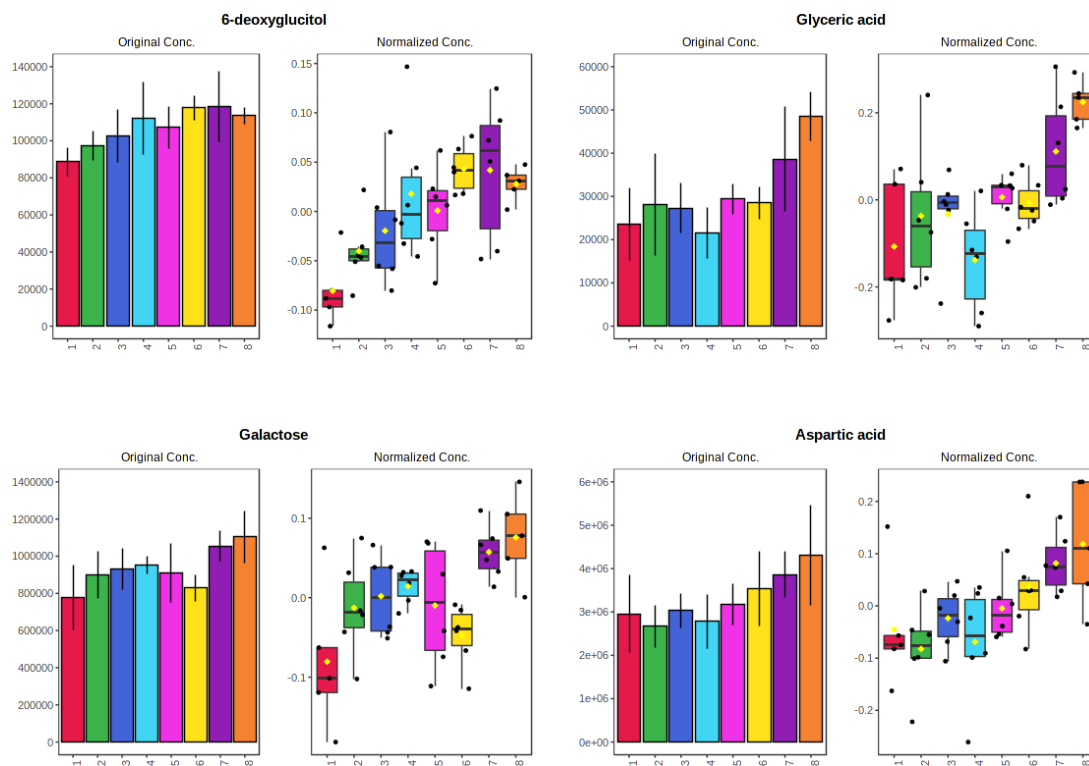 6-deoxyglucitol
Original Conc.
140000
120000
100000
80000
60000
40000
20000
0
1 2 3 4 5 6 7 8
Normalized Conc.
0.15
0.10
0.05
0.00
-0.05
-0.10
1 2 3 4 5 6 7 8
Glyceric acid
Original Conc.
60000
50000
40000
30000
20000
10000
0
1 2 3 4 5 6 7 8
Normalized Conc.
0.2
0.0
-0.2
1 2 3 4 5 6 7 8
Galactose
Original Conc.
1400000
1200000
1000000
800000
600000
400000
200000
0
1 2 3 4 5 6 7 8
Normalized Conc.
0.1
0.0
-0.1
1 2 3 4 5 6 7 8
Aspartic acid
Original Conc.
6e+06
5e+06
4e+06
3e+06
2e+06
1e+06
0e+00
1 2 3 4 5 6 7 8
Normalized Conc.
0.2
0.1
0.0
-0.1
-0.2
1 2 3 4 5 6 7 8